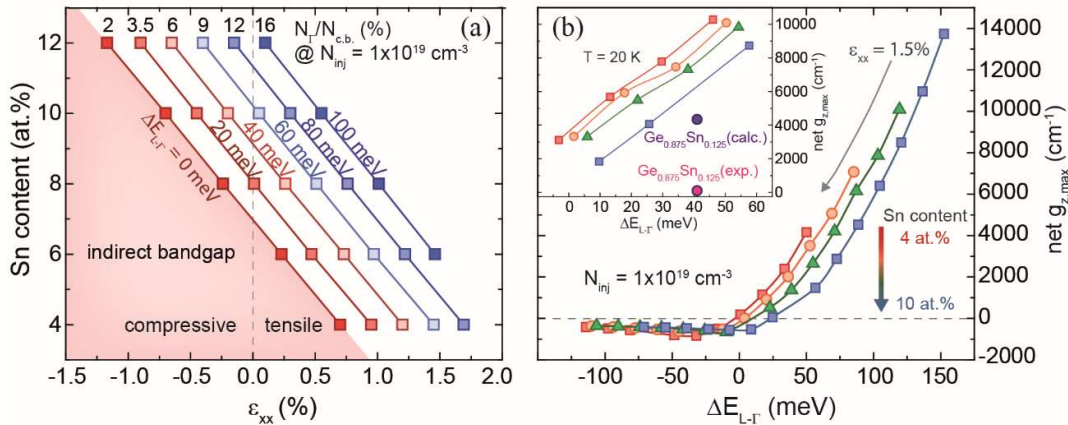 (a)
2 3.5 6 9 12 16 N_Γ/N_c.b. (%)
@ N_inj = 1x10^19 cm^-3
12
10
8
6
4
Sn content (at.%)
ΔE_L-Γ = 0 meV
20 meV
40 meV
60 meV
80 meV
100 meV
indirect bandgap
compressive
tensile
-1.5 -1.0 -0.5 0.0 0.5 1.0 1.5 2.0
ε_xx (%)
(b)
T = 20 K
10000
8000
6000
4000
2000
0
net g_z,max (cm^-1)
Ge_0.875Sn_0.125(calc.)
Ge_0.875Sn_0.125(exp.)
0 10 20 30 40 50 60
ΔE_L-Γ (meV)
ε_xx = 1.5%
Sn content
4 at.%
10 at.%
N_inj = 1x10^19 cm^-3
14000
12000
10000
8000
6000
4000
2000
0
-2000
net g_z,max (cm^-1)
-100 -50 0 50 100 150
ΔE_L-Γ (meV)